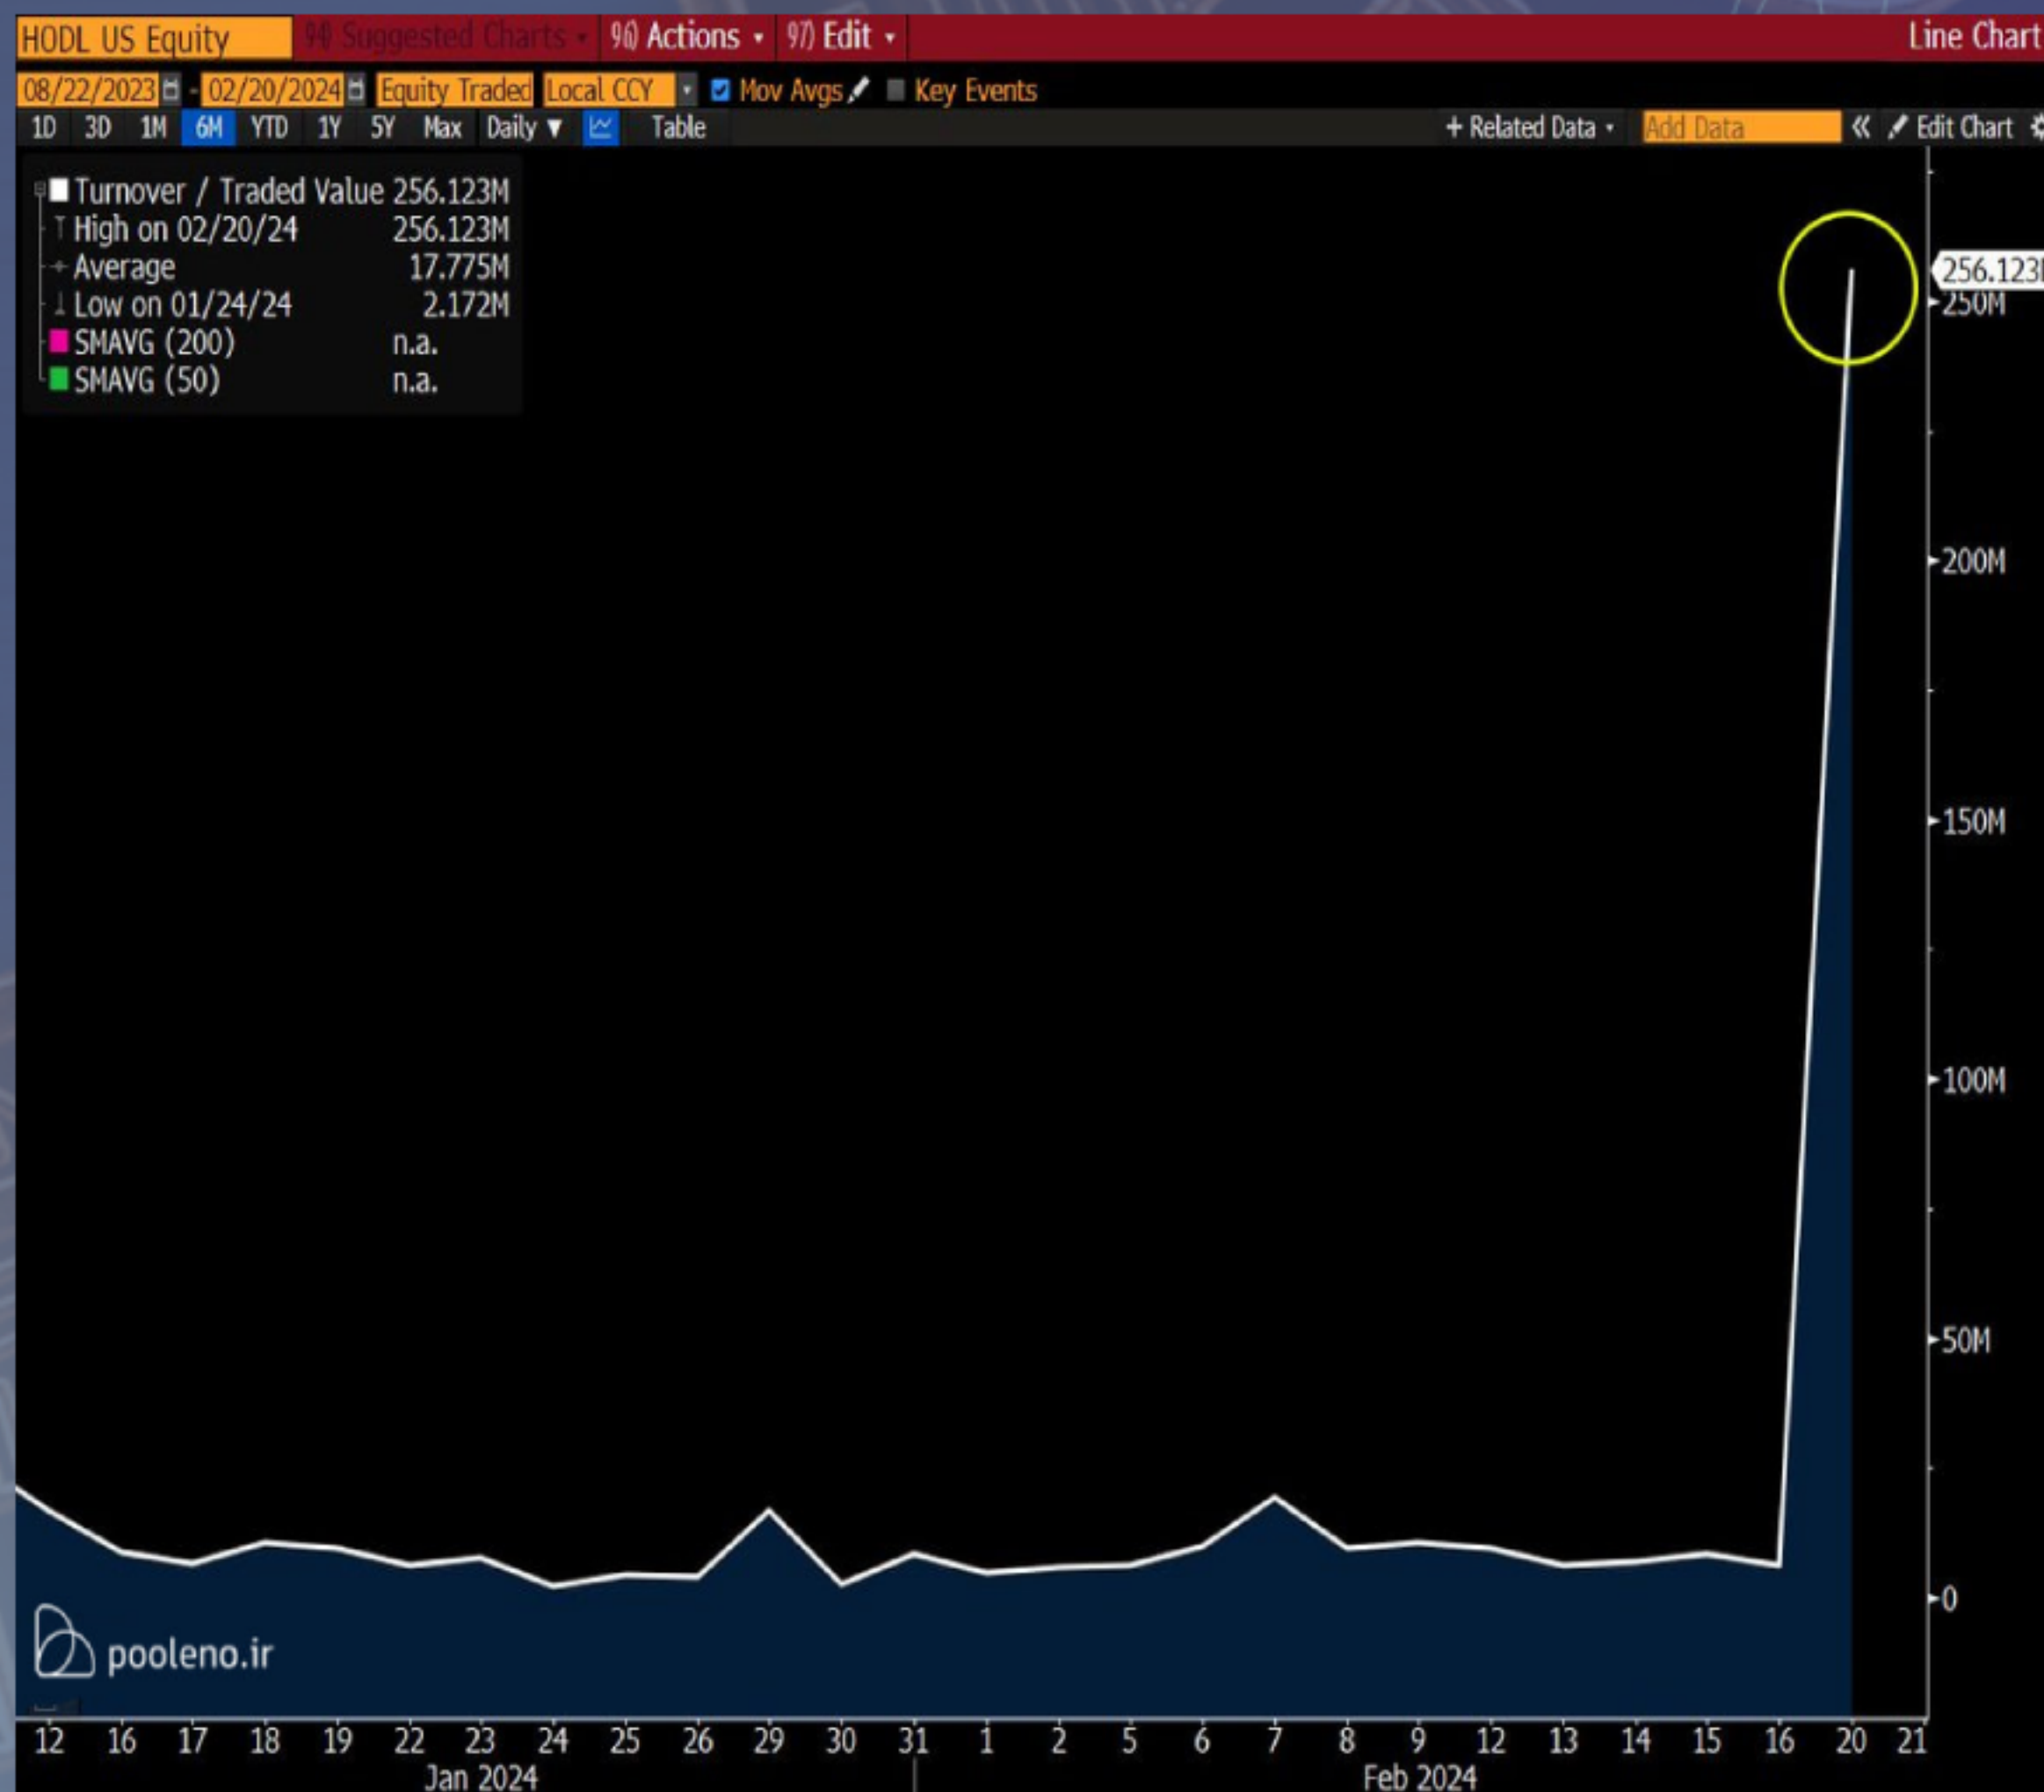 HODL US Equity 94) Suggested Charts 96) Actions 97) Edit Line Chart
08/22/2023 - 02/20/2024 Equity Traded Local CCY Mov Avgs Key Events
1D 3D 1M 6M YTD 1Y 5Y Max Daily Table + Related Data Add Data « Edit Chart
Turnover / Traded Value 256.123M
High on 02/20/24 256.123M
Average 17.775M
Low on 01/24/24 2.172M
SMAVG (200) n.a.
SMAVG (50) n.a.
256.123M
250M
200M
150M
100M
50M
0
pooleno.ir
12 16 17 18 19 22 23 24 25 26 29 30 31 1 2 5 6 7 8 9 12 13 14 15 16 20 21
Jan 2024 Feb 2024